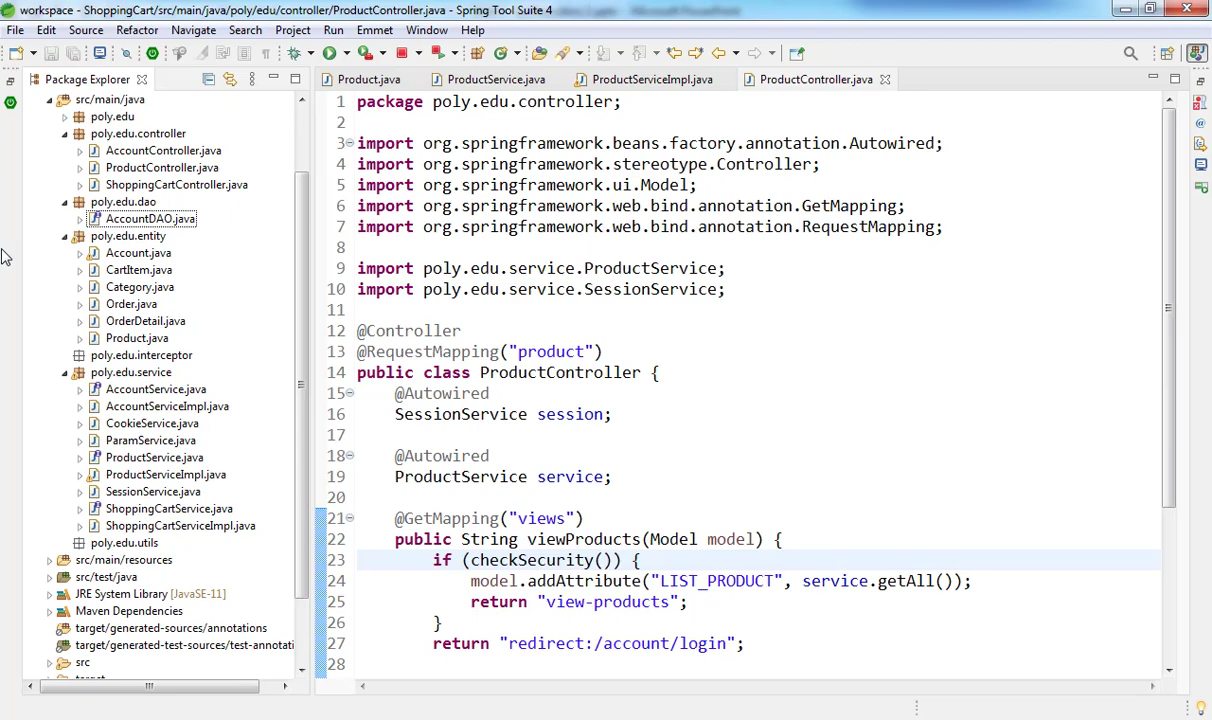 workspace - ShoppingCart/src/main/java/poly/edu/controller/ProductController.java - Spring Tool Suite 4
File Edit Source Refactor Navigate Search Project Run Emmet Window Help
Package Explorer
src/main/java
poly.edu
poly.edu.controller
AccountController.java
ProductController.java
ShoppingCartController.java
poly.edu.dao
AccountDAO.java
poly.edu.entity
Account.java
CartItem.java
Category.java
Order.java
OrderDetail.java
Product.java
poly.edu.interceptor
poly.edu.service
AccountService.java
AccountServiceImpl.java
CookieService.java
ParamService.java
ProductService.java
ProductServiceImpl.java
SessionService.java
ShoppingCartService.java
ShoppingCartServiceImpl.java
poly.edu.utils
src/main/resources
src/test/java
JRE System Library [JavaSE-11]
Maven Dependencies
target/generated-sources/annotations
target/generated-test-sources/test-annotati
src
Product.java ProductService.java ProductServiceImpl.java ProductController.java
1 package poly.edu.controller;
2
3 import org.springframework.beans.factory.annotation.Autowired;
4 import org.springframework.stereotype.Controller;
5 import org.springframework.ui.Model;
6 import org.springframework.web.bind.annotation.GetMapping;
7 import org.springframework.web.bind.annotation.RequestMapping;
8
9 import poly.edu.service.ProductService;
10 import poly.edu.service.SessionService;
11
12 @Controller
13 @RequestMapping("product")
14 public class ProductController {
15 @Autowired
16 SessionService session;
17
18 @Autowired
19 ProductService service;
20
21 @GetMapping("views")
22 public String viewProducts(Model model) {
23 if (checkSecurity()) {
24 model.addAttribute("LIST_PRODUCT", service.getAll());
25 return "view-products";
26 }
27 return "redirect:/account/login";
28